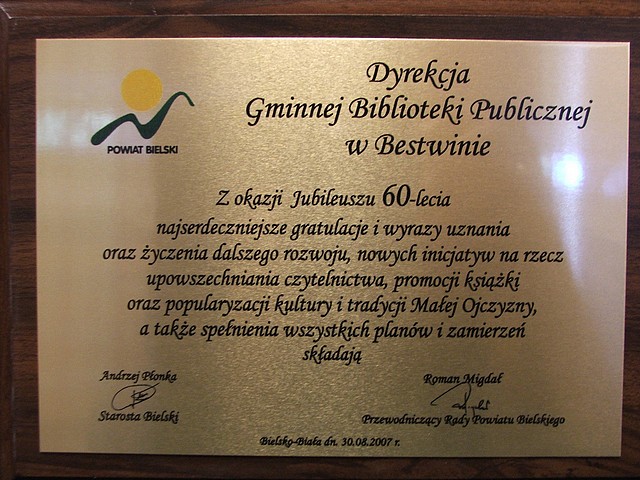 POWIAT BIELSKI
Dyrekcja
Gminnej Biblioteki Publicznej
w Bestwinie
Z okazji Jubileuszu 60-lecia
najserdeczniejsze gratulacje i wyrazy uznania
oraz życzenia dalszego rozwoju, nowych inicjatyw na rzecz
upowszechniania czytelnictwa, promocji książki
oraz popularyzacji kultury i tradycji Małej Ojczyzny,
a także spełnienia wszystkich planów i zamierzeń
składają
Andrzej Płonka
Starosta Bielski
Roman Migdał
Przewodniczący Rady Powiatu Bielskiego
Bielsko-Biała dn. 30.08.2007 r.